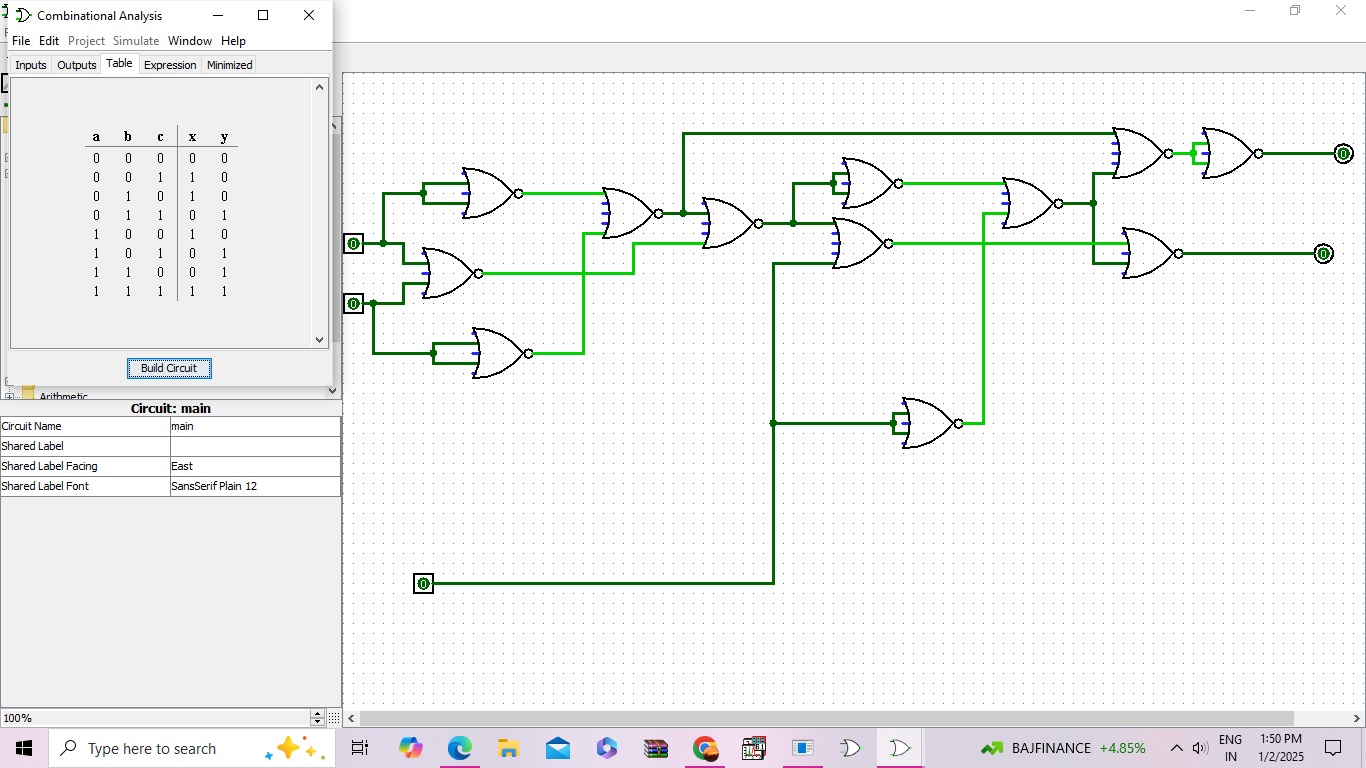 Combinational Analysis
File Edit Project Simulate Window Help
Inputs Outputs Table Expression Minimized
a b c x y
0 0 0 0 0
0 0 1 1 0
0 1 0 1 0
0 1 1 0 1
1 0 0 1 0
1 0 1 0 1
1 1 0 0 1
1 1 1 1 1
Build Circuit
Arithmetic
Circuit: main
Circuit Name main
Shared Label
Shared Label Facing East
Shared Label Font SansSerif Plain 12
100%
0
0
0
0
0
Type here to search
BAJFINANCE +4.85%
ENG
IN
1:50 PM
1/2/2025